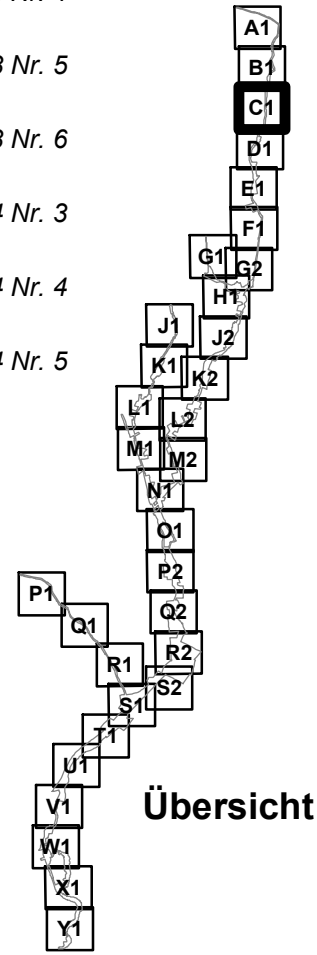 A1
B1
Nr. 5
C1
Nr. 6
D1
E1
Nr. 3
F1
G1
G2
Nr. 4
H1
J1
J2
Nr. 5
K1
K2
L1
L2
M1
M2
N1
O1
P2
P1
Q2
Q1
R2
R1
S2
S1
T1
U1
V1
Übersicht
W1
X1
Y1